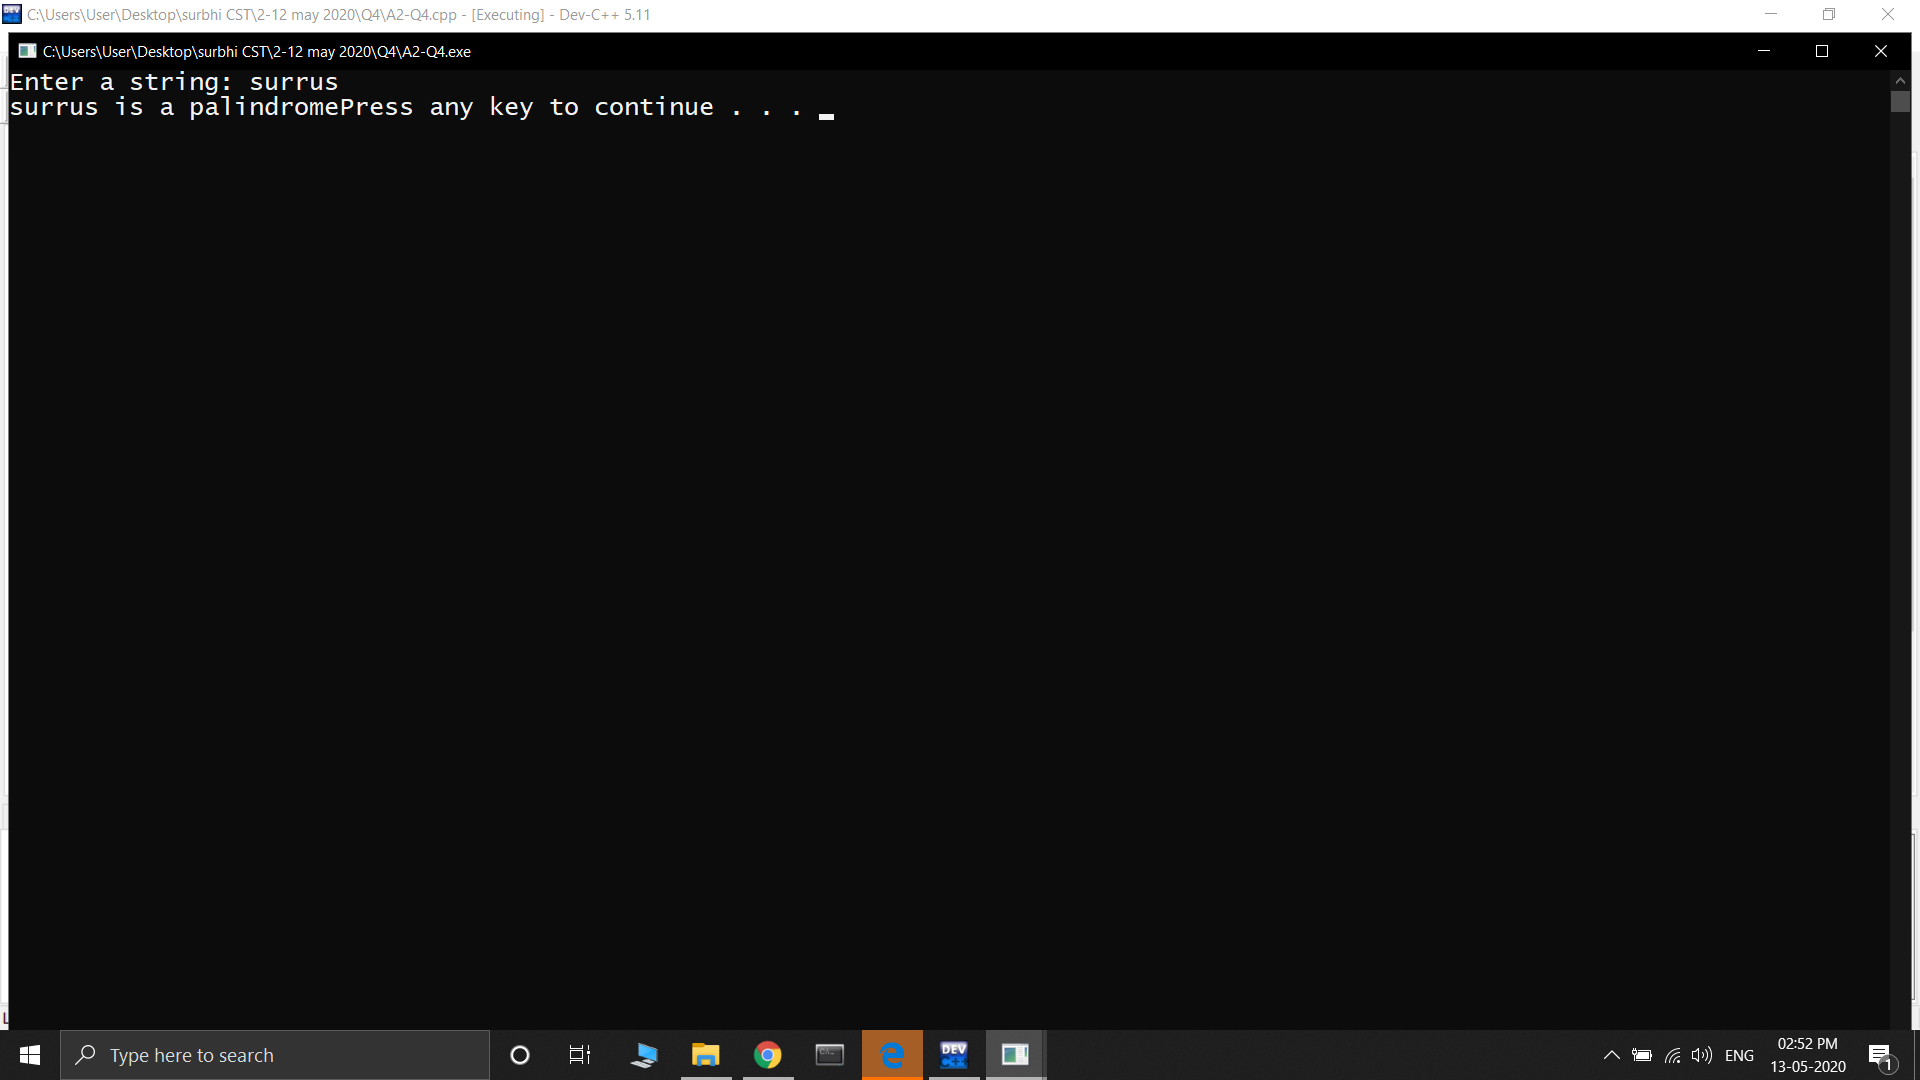 C:\Users\User\Desktop\surbhi CST\2-12 may 2020\Q4\A2-Q4.cpp - [Executing] - Dev-C++ 5.11
C:\Users\User\Desktop\surbhi CST\2-12 may 2020\Q4\A2-Q4.exe
Enter a string: surrus
surrus is a palindromePress any key to continue . . .
Type here to search
DEV C++
ENG
02:52 PM
13-05-2020
1